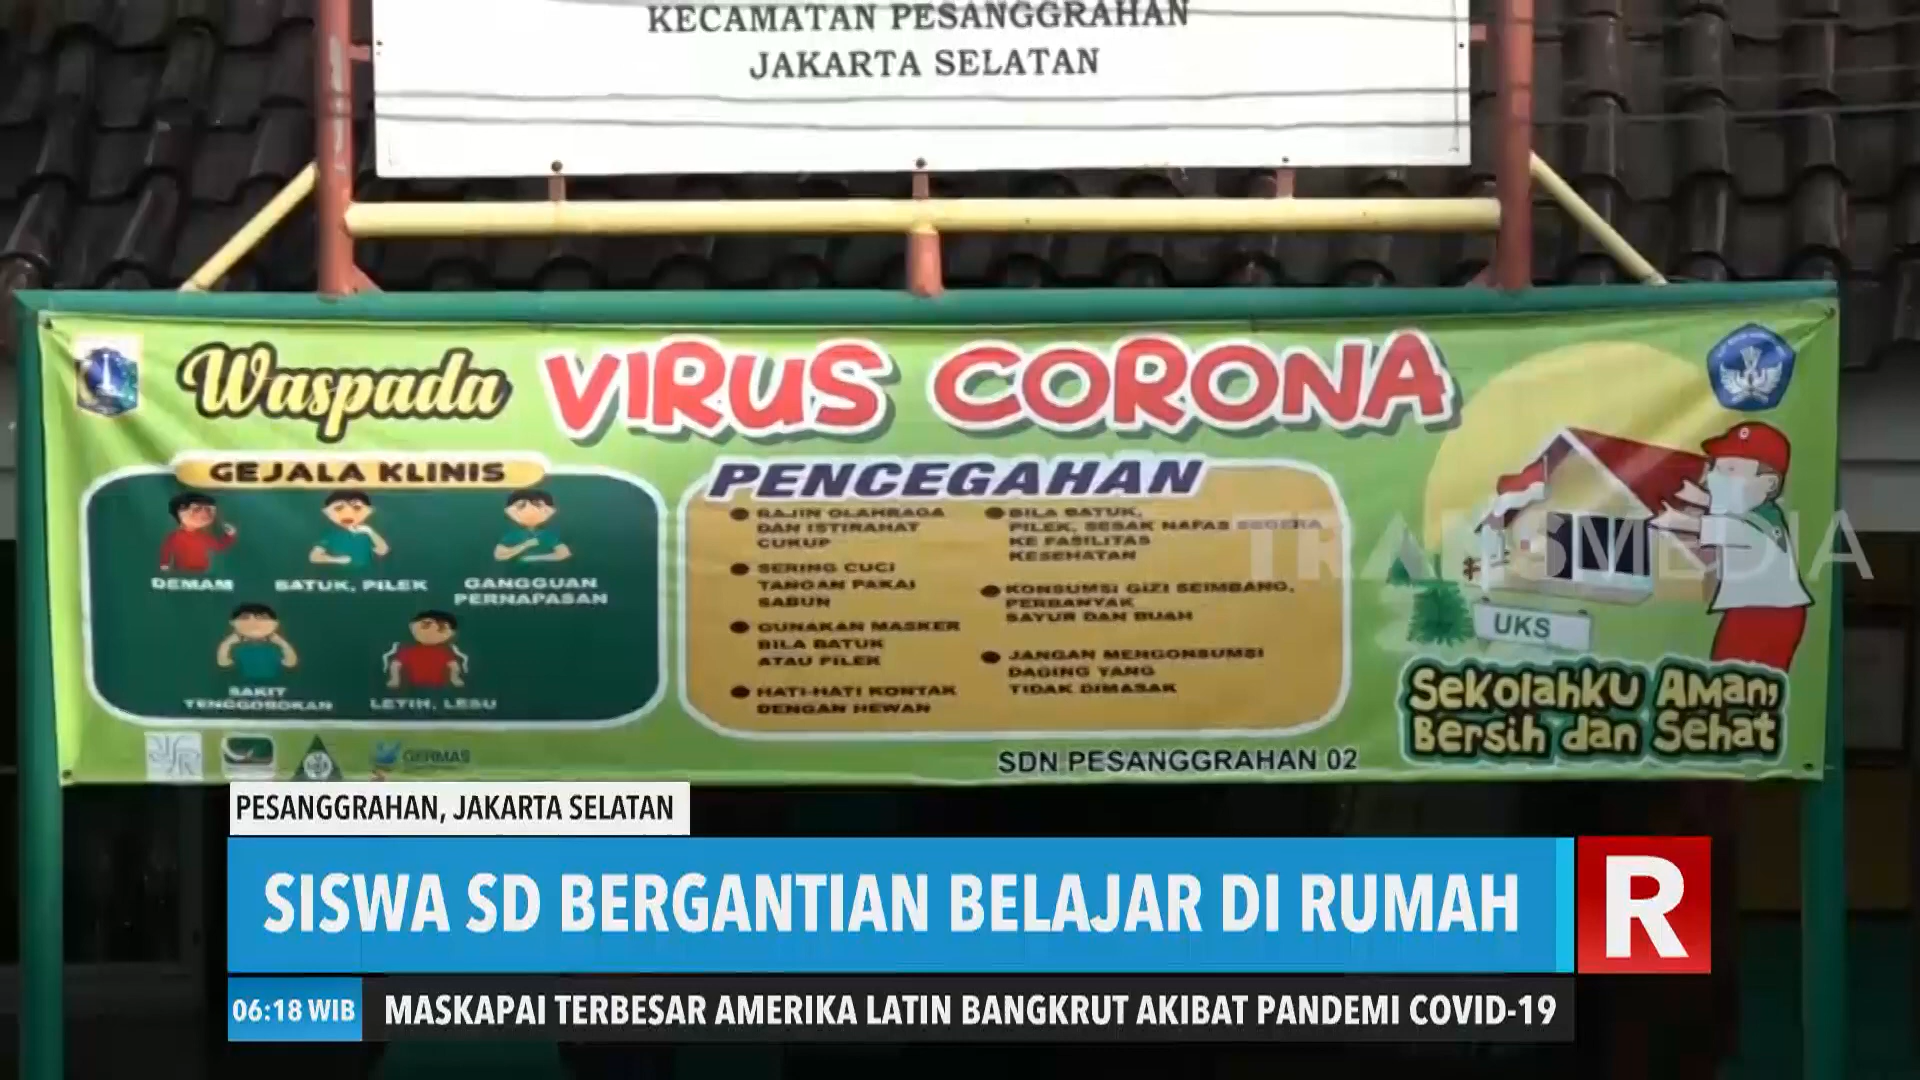 KECAMATAN PESANGGRAHAN
JAKARTA SELATAN
Waspada VIRUS CORONA
GEJALA KLINIS
DEMAM
BATUK, PILEK
GANGGUAN
PERNAPASAN
SAKIT
TENGGOROKAN
LETIH, LESU
PENCEGAHAN
RAJIN OLAHRAGA
DAN ISTIRAHAT
CUKUP
SERING CUCI
TANGAN PAKAI
SABUN
GUNAKAN MASKER
BILA BATUK
ATAU PILEK
HATI-HATI KONTAK
DENGAN HEWAN
BILA BATUK,
PILEK, SESAK NAFAS SEGERA
KE FASILITAS
KESEHATAN
KONSUMSI GIZI SEIMBANG,
PERBANYAK
SAYUR DAN BUAH
JANGAN MENGONSUMSI
DAGING YANG
TIDAK DIMASAK
TRANSMEDIA
UKS
Sekolahku Aman,
Bersih dan Sehat
GERMAS
SDN PESANGGRAHAN 02
PESANGGRAHAN, JAKARTA SELATAN
SISWA SD BERGANTIAN BELAJAR DI RUMAH
R
06:18 WIB
MASKAPAI TERBESAR AMERIKA LATIN BANGKRUT AKIBAT PANDEMI COVID-19